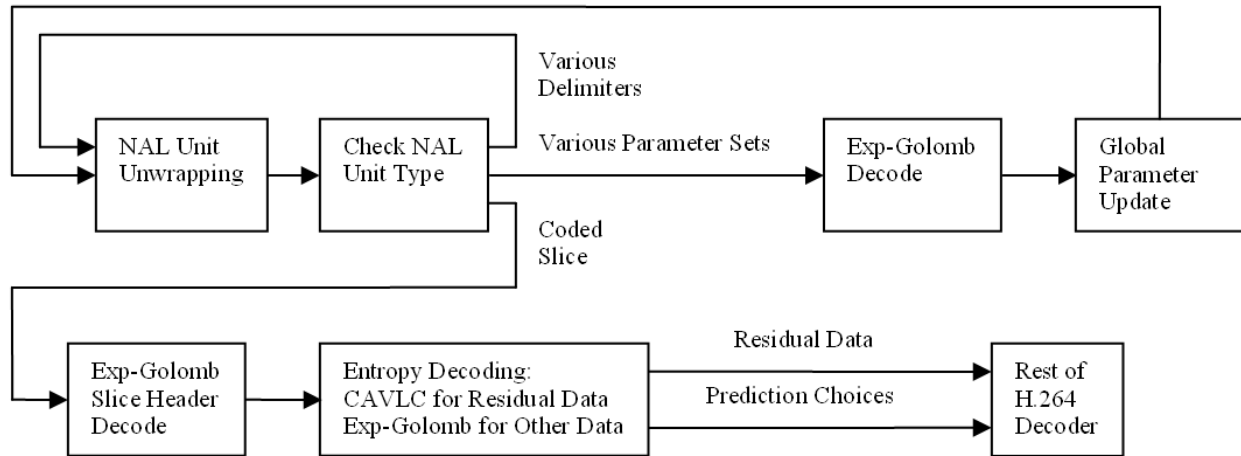 Various
Delimiters
NAL Unit
Unwrapping
Check NAL
Unit Type
Various Parameter Sets
Exp-Golomb
Decode
Global
Parameter
Update
Coded
Slice
Exp-Golomb
Slice Header
Decode
Entropy Decoding:
CAVLC for Residual Data
Exp-Golomb for Other Data
Residual Data
Prediction Choices
Rest of
H.264
Decoder